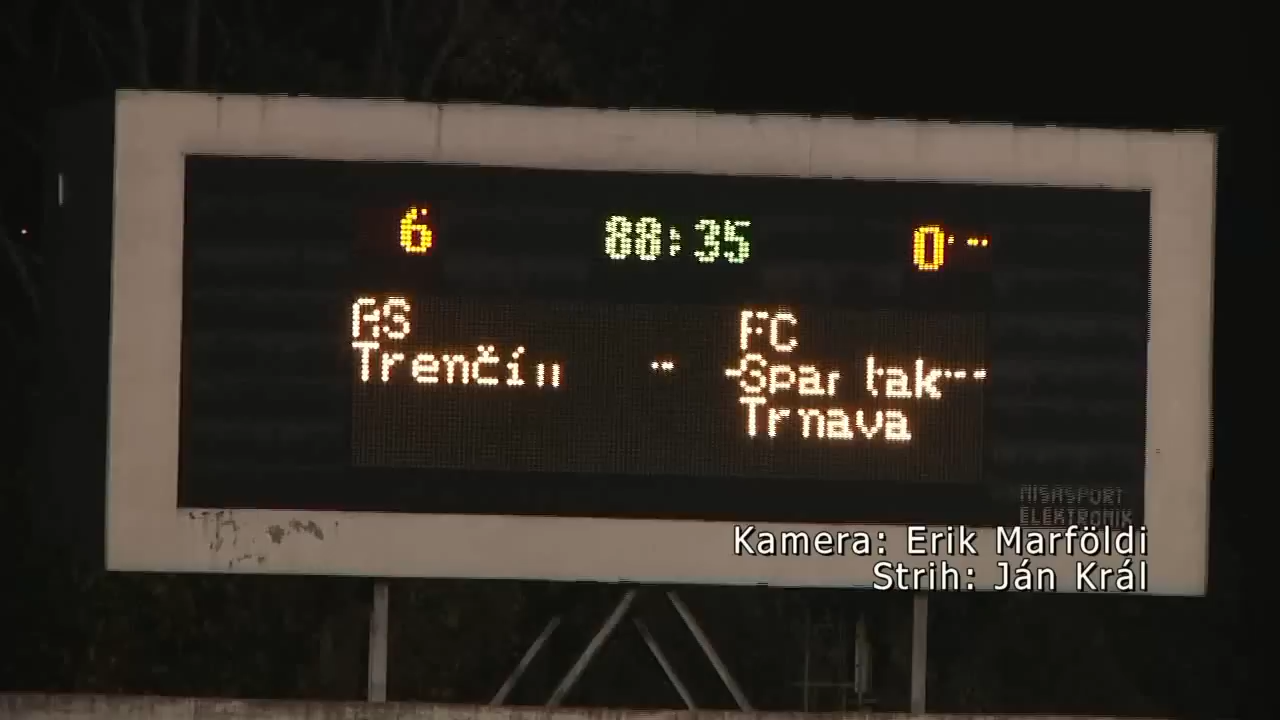 6 88:35 0
AS
Trenčín - FC
Spartak
Trnava
MISASPORT
ELEKTRONIK
Kamera: Erik Marföldi
Strih: Ján Král